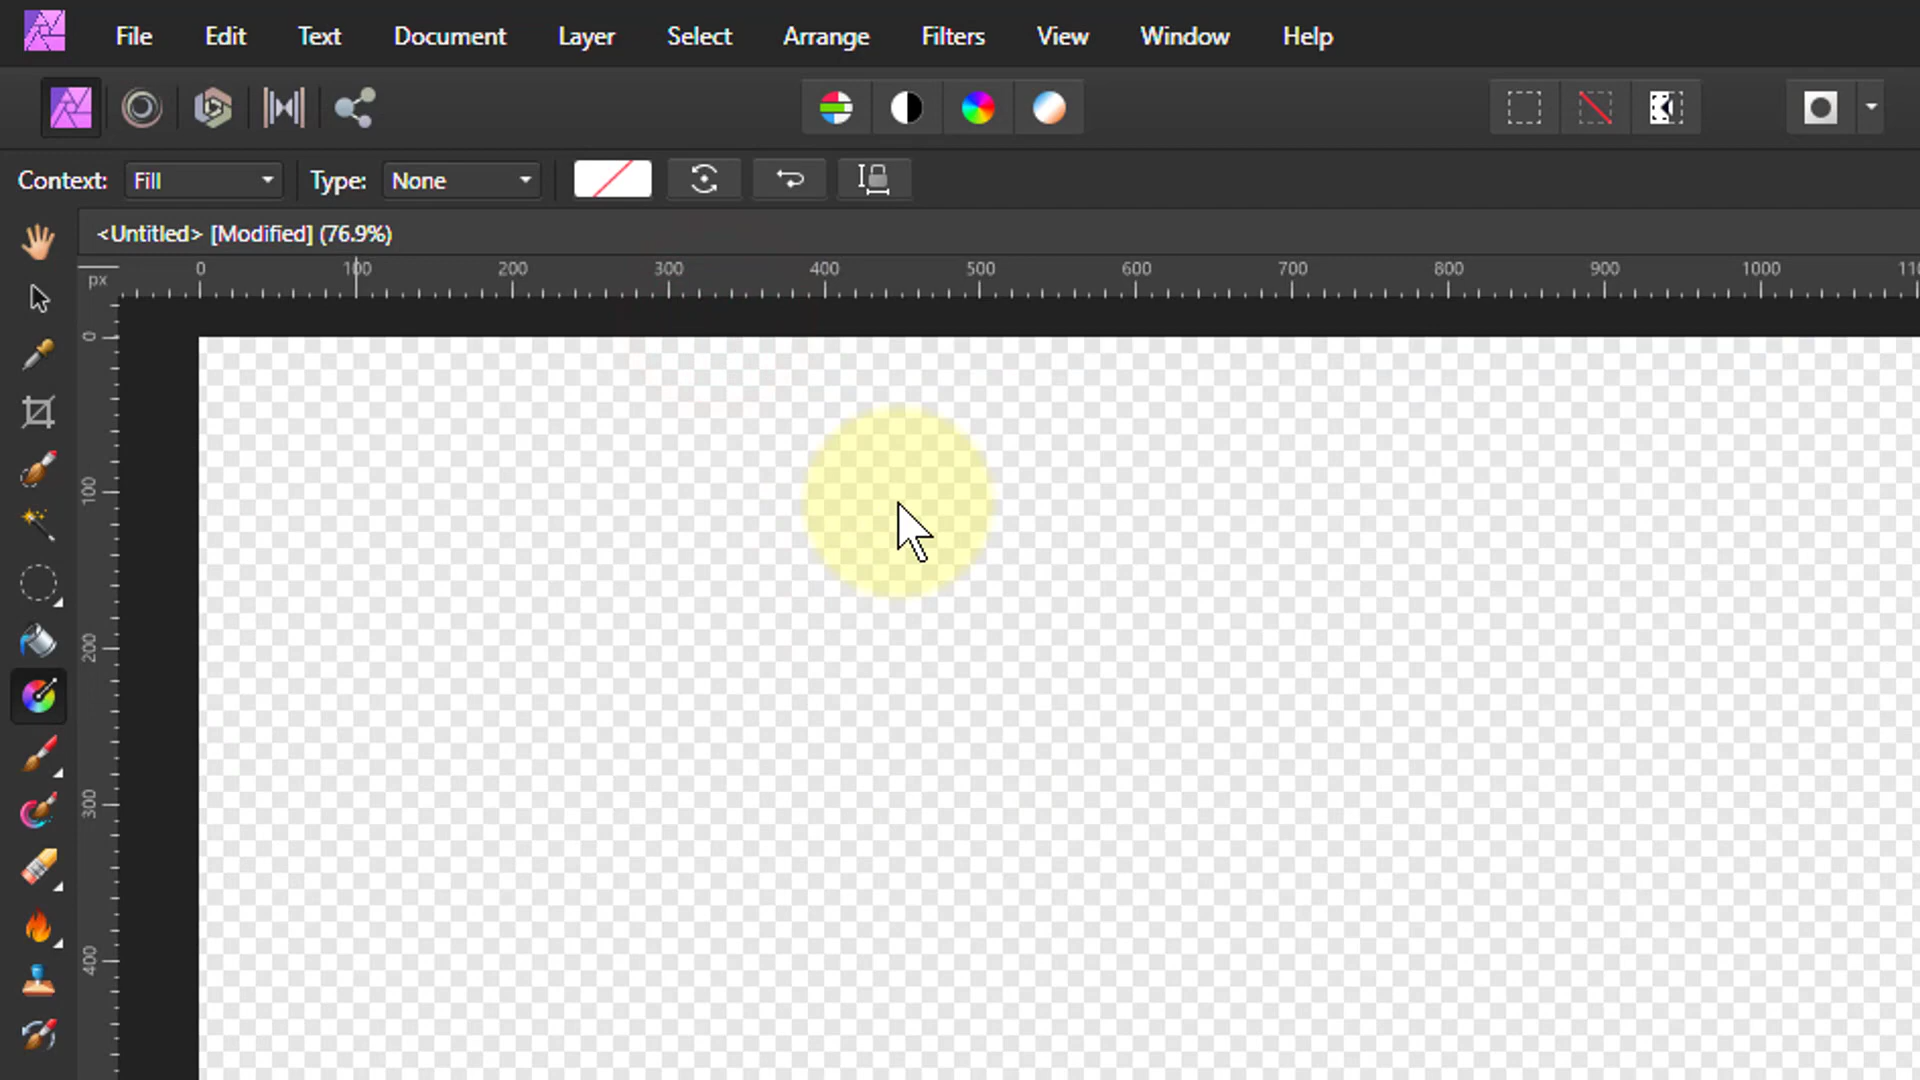 File Edit Text Document Layer Select Arrange Filters View Window Help
Context: Fill Type: None
<Untitled> [Modified] (76.9%)
px 0 100 200 300 400 500 600 700 800 900 1000
0
100
200
300
400